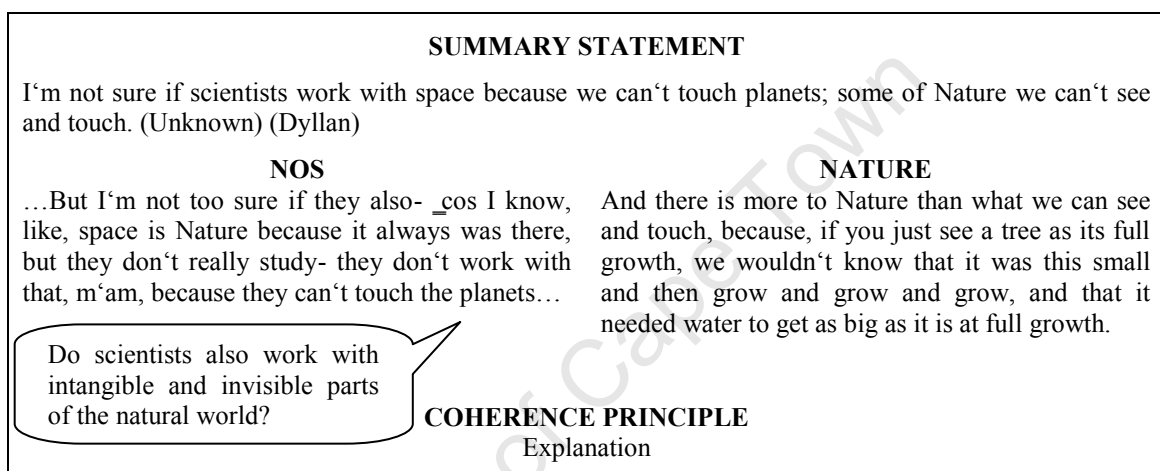 SUMMARY STATEMENT
I‘m not sure if scientists work with space because we can‘t touch planets; some of Nature we can‘t see
and touch. (Unknown) (Dyllan)
NOS
…But I‘m not too sure if they also- ‗cos I know,
like, space is Nature because it always was there,
but they don‘t really study- they don‘t work with
that, m‘am, because they can‘t touch the planets…
NATURE
And there is more to Nature than what we can see
and touch, because, if you just see a tree as its full
growth, we wouldn‘t know that it was this small
and then grow and grow and grow, and that it
needed water to get as big as it is at full growth.
Do scientists also work with
intangible and invisible parts
of the natural world?
COHERENCE PRINCIPLE
Explanation
of Cape Town